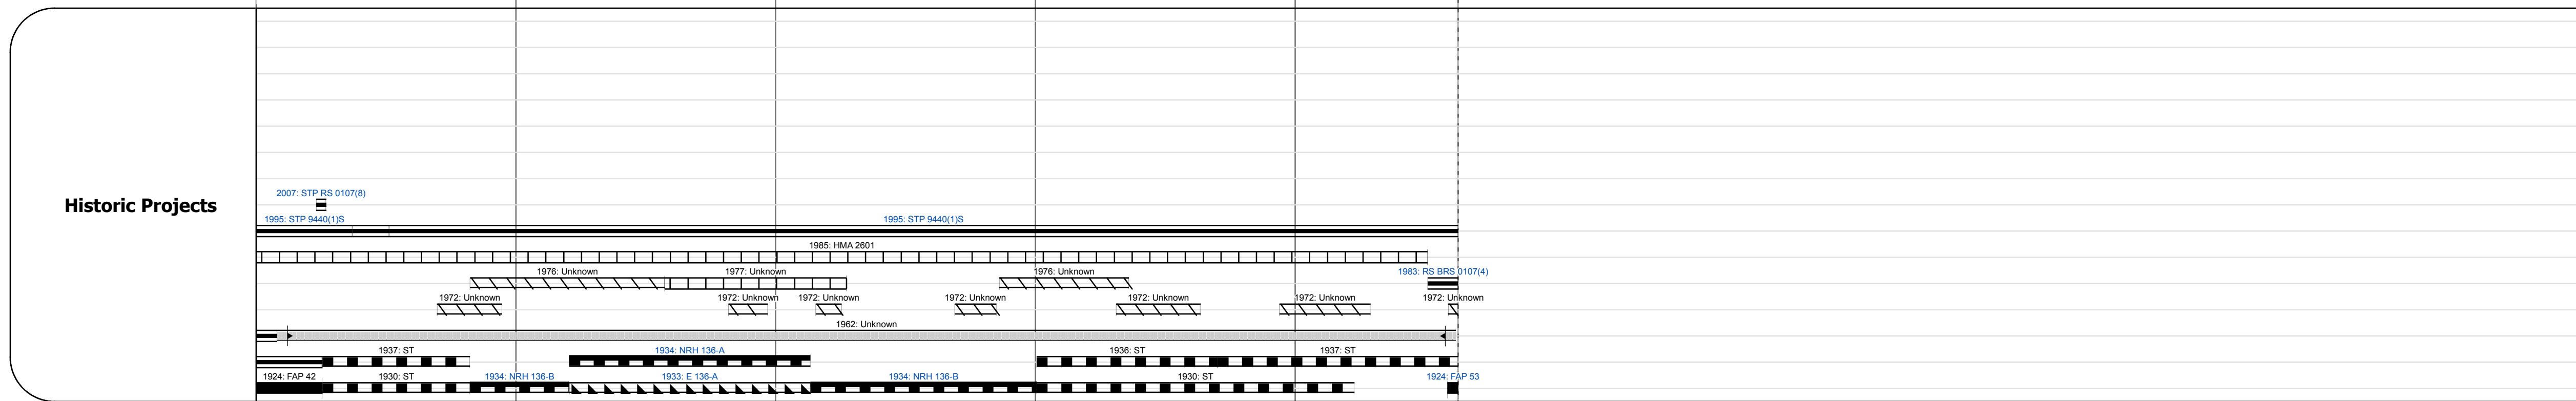 Historic Projects
2007: STP RS 0107(8)
1995: STP 9440(1)S
1995: STP 9440(1)S
1985: HMA 2601
1976: Unknown
1977: Unknown
1976: Unknown
1983: RS BRS 0107(4)
1972: Unknown
1972: Unknown
1972: Unknown
1972: Unknown
1972: Unknown
1972: Unknown
1972: Unknown
1962: Unknown
1937: ST
1934: NRH 136-A
1936: ST
1937: ST
1924: FAP 42
1930: ST
1934: NRH 136-B
1933: E 136-A
1934: NRH 136-B
1930: ST
1924: FAP 53